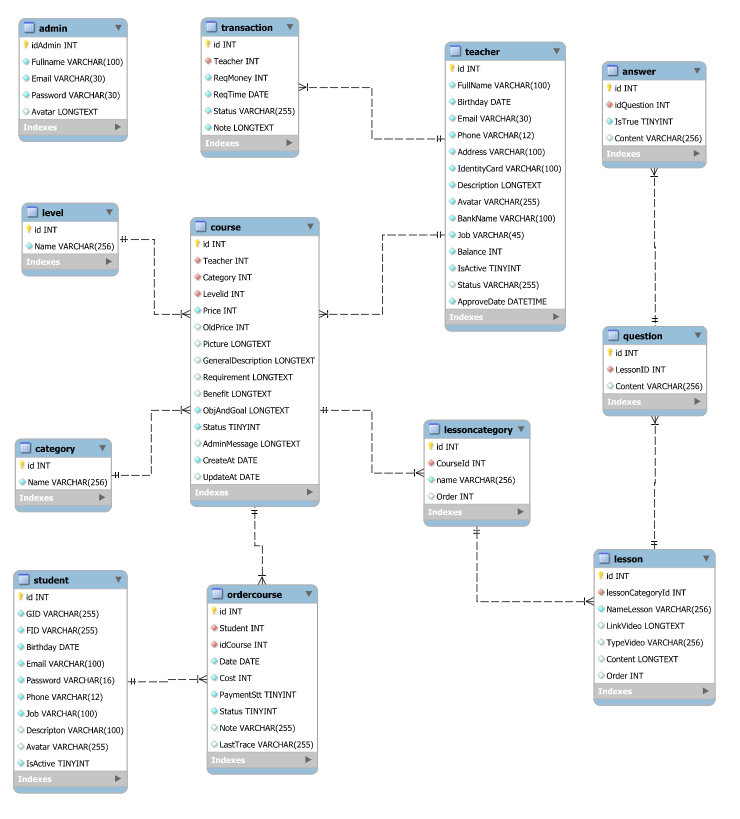 admin
idAdmin INT
Fullname VARCHAR(100)
Email VARCHAR(30)
Password VARCHAR(30)
Avatar LONGTEXT
Indexes
transaction
id INT
Teacher INT
ReqMoney INT
ReqTime DATE
Status VARCHAR(255)
Note LONGTEXT
Indexes
teacher
id INT
FullName VARCHAR(100)
Birthday DATE
Email VARCHAR(30)
Phone VARCHAR(12)
Address VARCHAR(100)
IdentityCard VARCHAR(100)
Description LONGTEXT
Avatar VARCHAR(255)
BankName VARCHAR(100)
Job VARCHAR(45)
Balance INT
IsActive TINYINT
Status VARCHAR(255)
ApproveDate DATETIME
Indexes
answer
id INT
idQuestion INT
IsTrue TINYINT
Content VARCHAR(256)
Indexes
level
id INT
Name VARCHAR(256)
Indexes
course
id INT
Teacher INT
Category INT
Levelid INT
Price INT
OldPrice INT
Picture LONGTEXT
GeneralDescription LONGTEXT
Requirement LONGTEXT
Benefit LONGTEXT
ObjAndGoal LONGTEXT
Status TINYINT
AdminMessage LONGTEXT
CreateAt DATE
UpdateAt DATE
Indexes
question
id INT
LessonID INT
Content VARCHAR(256)
Indexes
category
id INT
Name VARCHAR(256)
Indexes
lessoncategory
id INT
CourseId INT
name VARCHAR(256)
Order INT
Indexes
student
id INT
GID VARCHAR(255)
FID VARCHAR(255)
Birthday DATE
Email VARCHAR(100)
Password VARCHAR(16)
Phone VARCHAR(12)
Job VARCHAR(100)
Descripton VARCHAR(100)
Avatar VARCHAR(255)
IsActive TINYINT
Indexes
ordercourse
id INT
Student INT
idCourse INT
Date DATE
Cost INT
PaymentStt TINYINT
Status TINYINT
Note VARCHAR(255)
LastTrace VARCHAR(255)
Indexes
lesson
id INT
lessonCategoryId INT
NameLesson VARCHAR(256)
LinkVideo LONGTEXT
TypeVideo VARCHAR(256)
Content LONGTEXT
Order INT
Indexes